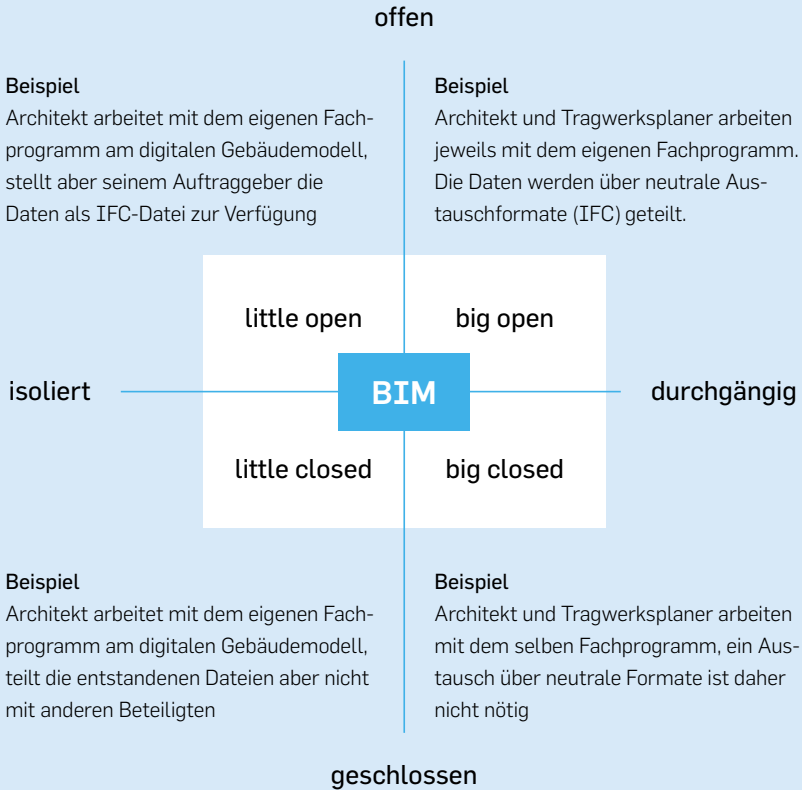 offen
Beispiel
Architekt arbeitet mit dem eigenen Fach-
programm am digitalen Gebäudemodell,
stellt aber seinem Auftraggeber die
Daten als IFC-Datei zur Verfügung
Beispiel
Architekt und Tragwerksplaner arbeiten
jeweils mit dem eigenen Fachprogramm.
Die Daten werden über neutrale Aus-
tauschformate (IFC) geteilt.
little open
big open
isoliert
BIM
durchgängig
little closed
big closed
Beispiel
Architekt arbeitet mit dem eigenen Fach-
programm am digitalen Gebäudemodell,
teilt die entstandenen Dateien aber nicht
mit anderen Beteiligten
Beispiel
Architekt und Tragwerksplaner arbeiten
mit dem selben Fachprogramm, ein Aus-
tausch über neutrale Formate ist daher
nicht nötig
geschlossen